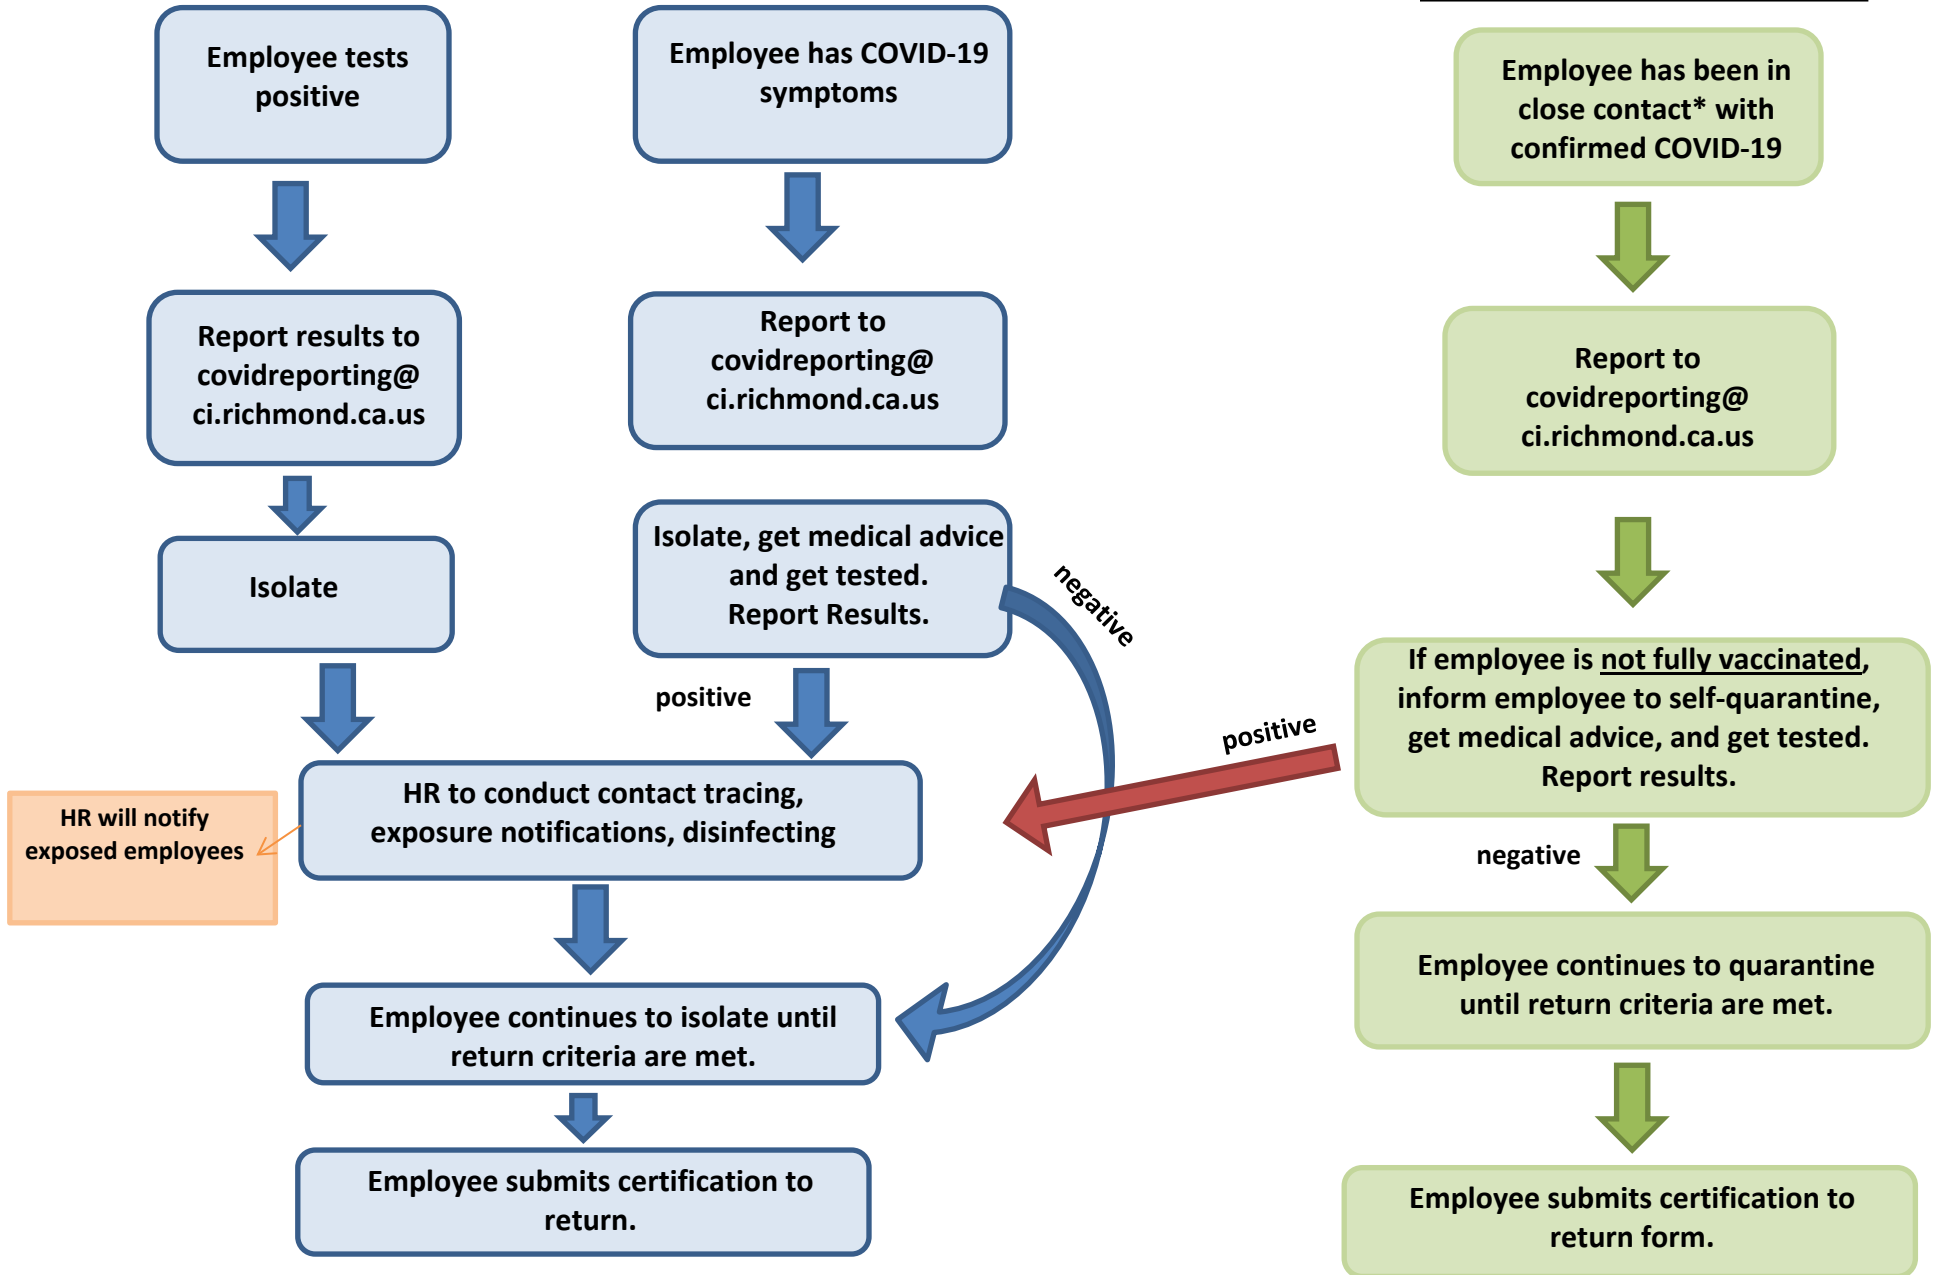 Employee tests
positive
Report results to
covidreporting@
ci.richmond.ca.us
Isolate
Employee has COVID-19
symptoms
Report to
covidreporting@
ci.richmond.ca.us
Isolate, get medical advice
and get tested.
Report Results.
positive
negative
HR to conduct contact tracing,
exposure notifications, disinfecting
HR will notify
exposed employees
Employee continues to isolate until
return criteria are met.
Employee submits certification to
return.
Employee has been in
close contact* with
confirmed COVID-19
Report to
covidreporting@
ci.richmond.ca.us
If employee is not fully vaccinated,
inform employee to self-quarantine,
get medical advice, and get tested.
Report results.
positive
negative
Employee continues to quarantine
until return criteria are met.
Employee submits certification to
return form.